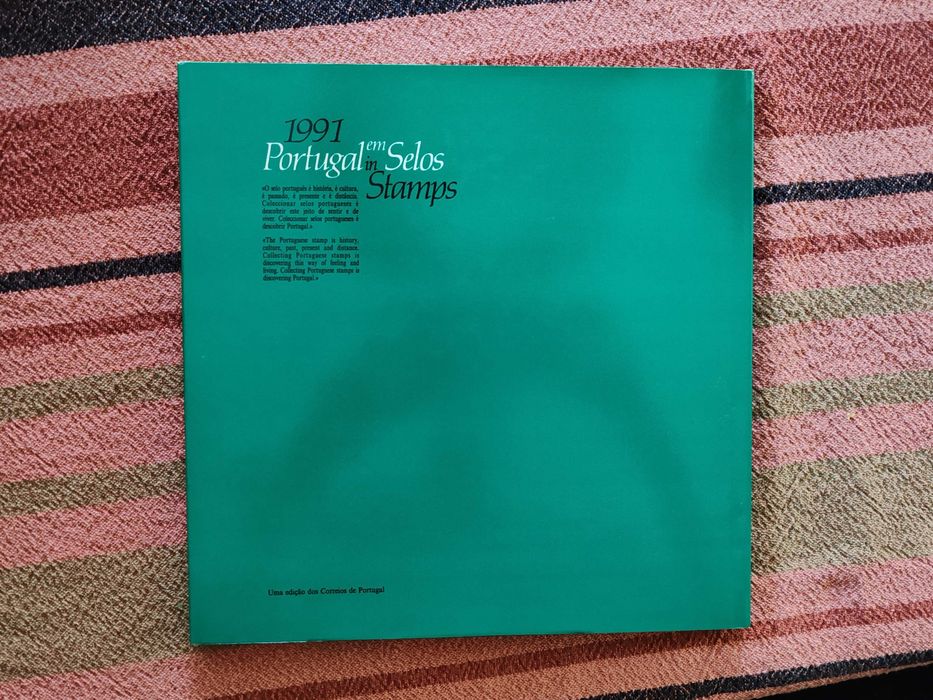 1991
Portugal em Selos
in Stamps
«O selo português é história, é cultura,
é passado, é presente e é distância.
Coleccionar selos portugueses é
descobrir este jeito de sentir e de
viver. Coleccionar selos portugueses é
descobrir Portugal.»
«The Portuguese stamp is history,
culture, past, present and distance.
Collecting Portuguese stamps is
discovering this way of feeling and
living. Collecting Portuguese stamps is
discovering Portugal.»
Uma edição dos Correios de Portugal